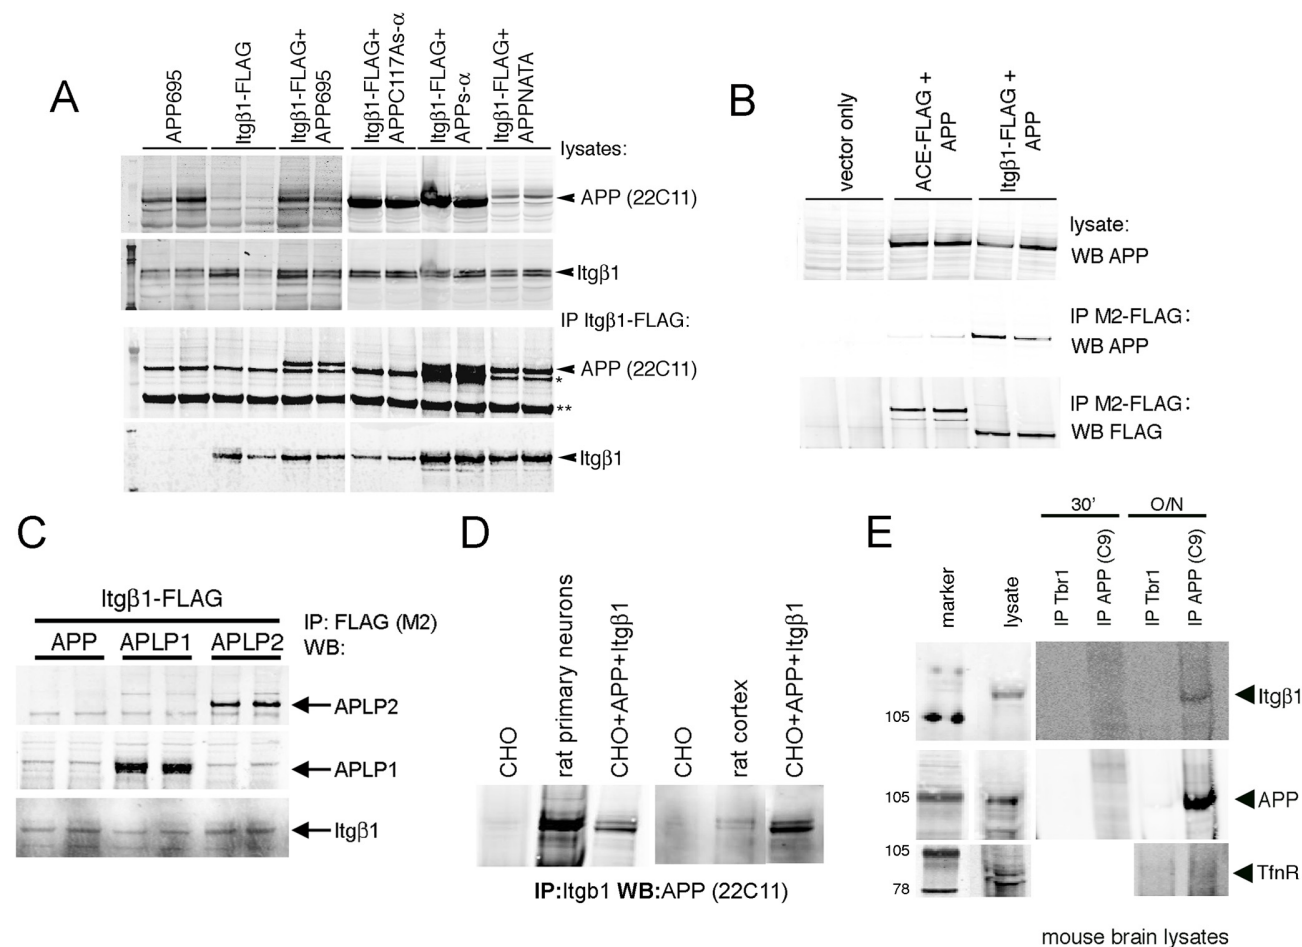 A
APP695
Itgβ1-FLAG
Itgβ1-FLAG+
APP695
Itgβ1-FLAG+
APPC117As-α
Itgβ1-FLAG+
APPs-α
Itgβ1-FLAG+
APPNATA
lysates:
APP (22C11)
Itgβ1
IP Itgβ1-FLAG:
APP (22C11)
*
**
Itgβ1
B
vector only
ACE-FLAG +
APP
Itgβ1-FLAG +
APP
lysate:
WB APP
IP M2-FLAG:
WB APP
IP M2-FLAG:
WB FLAG
C
Itgβ1-FLAG
APP APLP1 APLP2
IP: FLAG (M2)
WB:
APLP2
APLP1
Itgβ1
D
CHO
rat primary neurons
CHO+APP+Itgβ1
CHO
rat cortex
CHO+APP+Itgβ1
IP:Itgb1 WB:APP (22C11)
E
30' O/N
marker
lysate
IP Tbr1
IP APP (C9)
IP Tbr1
IP APP (C9)
105
Itgβ1
105
APP
105
78
TfnR
mouse brain lysates